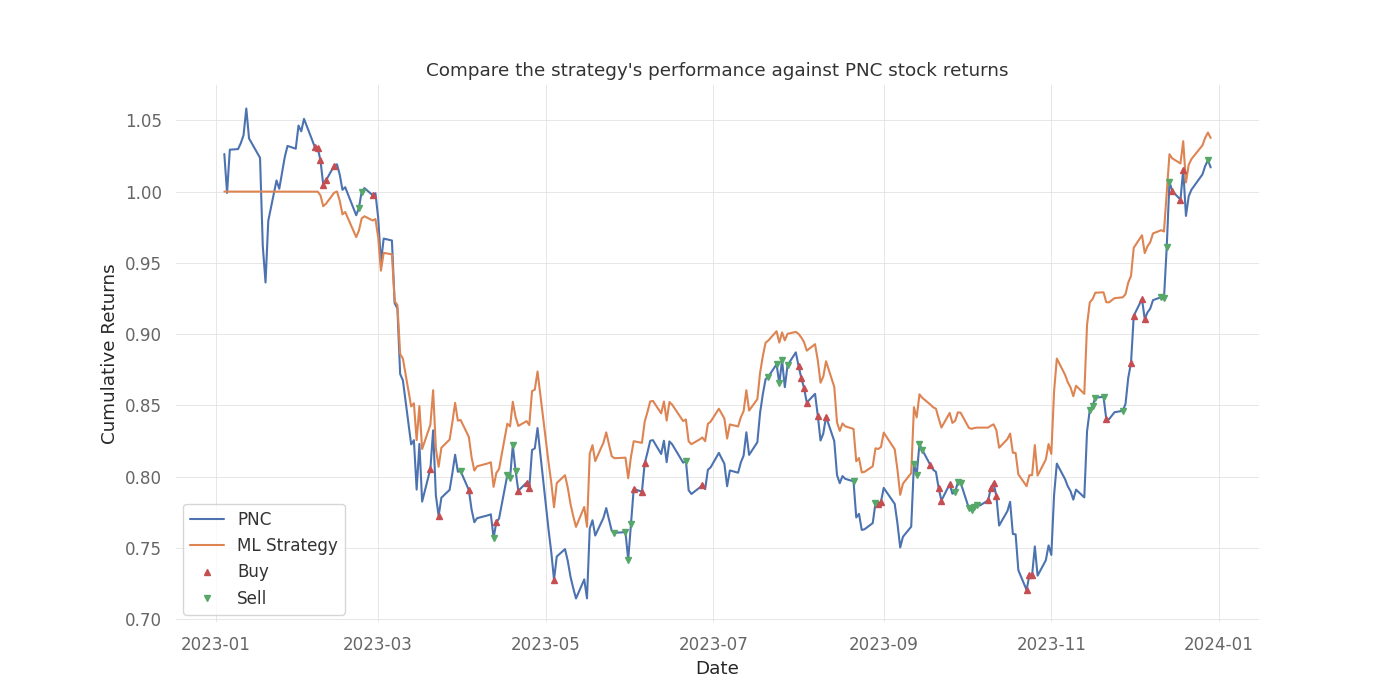 Compare the strategy's performance against PNC stock returns
1.05
1.00
0.95
0.90
0.85
0.80
0.75
0.70
Cumulative Returns
PNC
ML Strategy
Buy
Sell
2023-01
2023-03
2023-05
2023-07
2023-09
2023-11
2024-01
Date